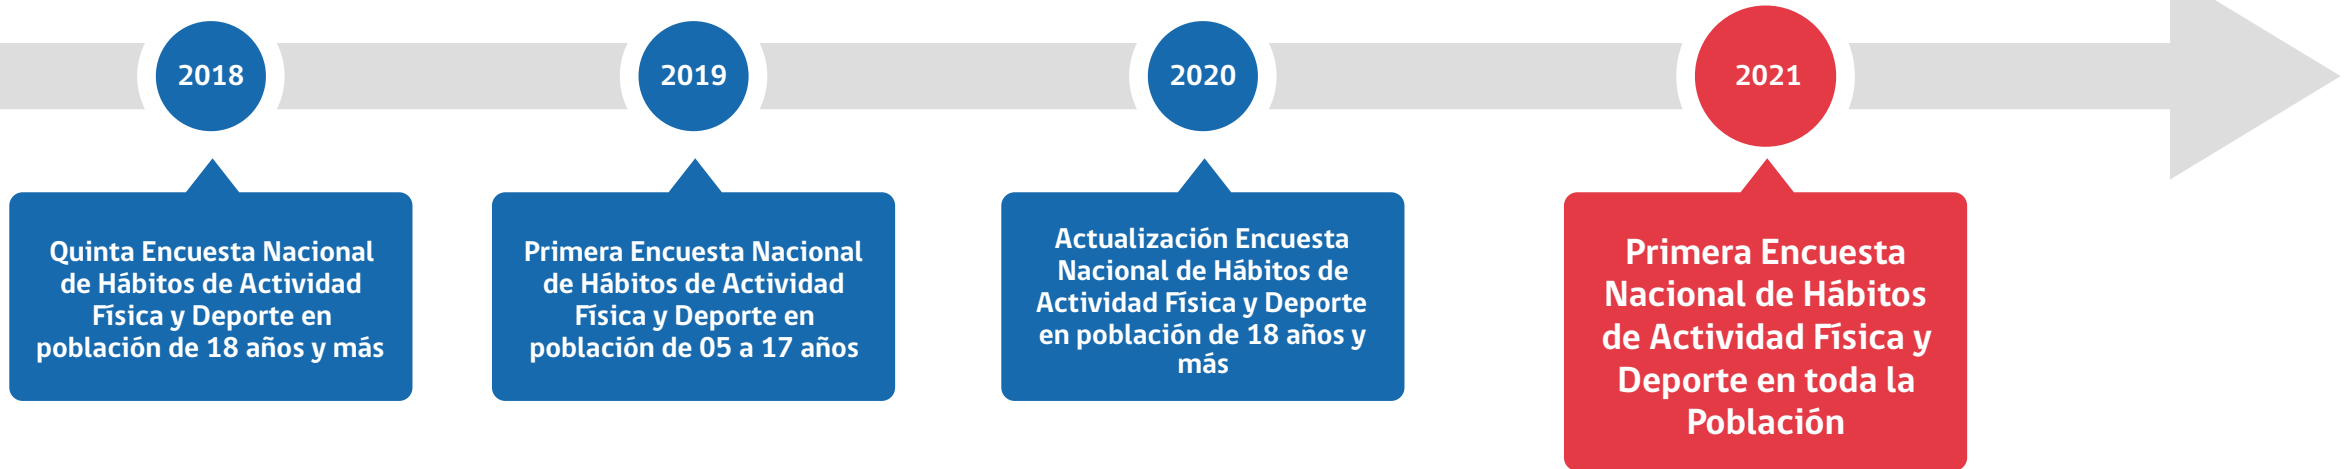 2018
2019
2020
2021
Quinta Encuesta Nacional
de Hábitos de Actividad
Física y Deporte en
población de 18 años y más
Primera Encuesta Nacional
de Hábitos de Actividad
Física y Deporte en
población de 05 a 17 años
Actualización Encuesta
Nacional de Hábitos de
Actividad Física y Deporte
en población de 18 años y
más
Primera Encuesta
Nacional de Hábitos
de Actividad Física y
Deporte en toda la
Población